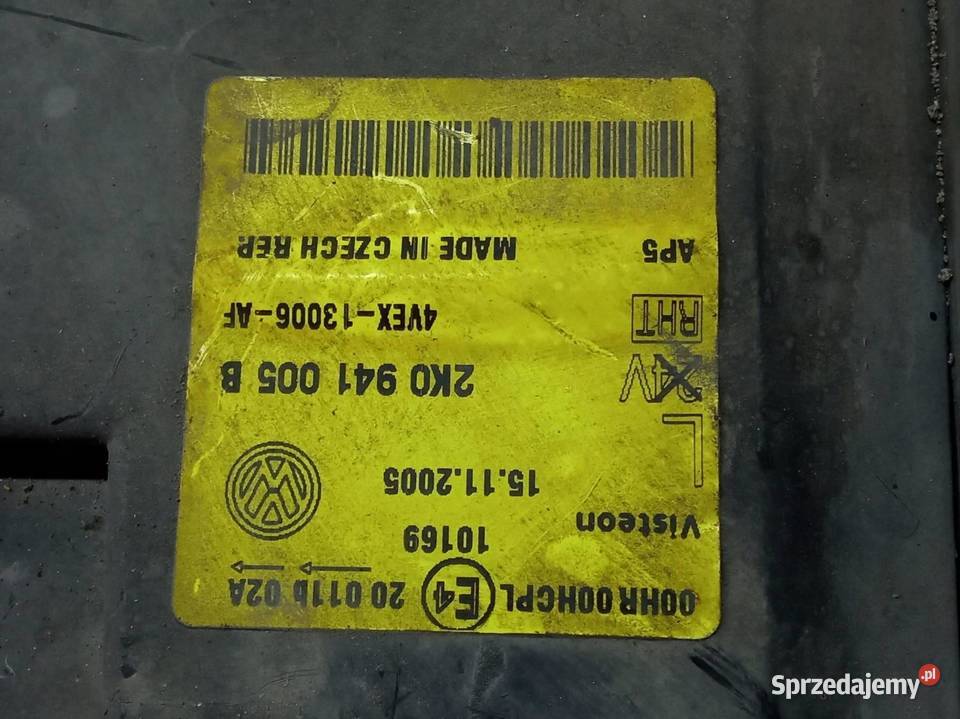 00HR 00HCPL E4 20 011b 02A
10169
Visteon
15.11.2005
L
2K0 941 005 B
24V
4VEX-13006-AF
RHT
AP5 MADE IN CZECH REP
Sprzedajemy.pl